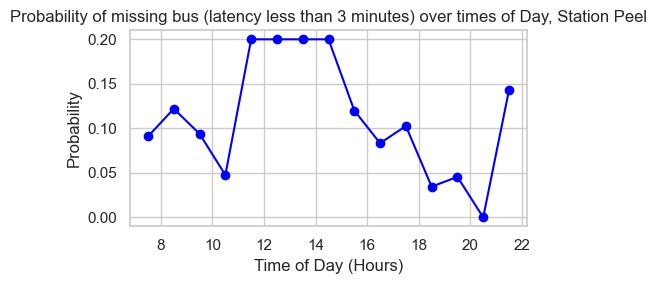 Probability of missing bus (latency less than 3 minutes) over times of Day, Station Peel
0.20
0.15
0.10
0.05
0.00
Probability
8 10 12 14 16 18 20 22
Time of Day (Hours)